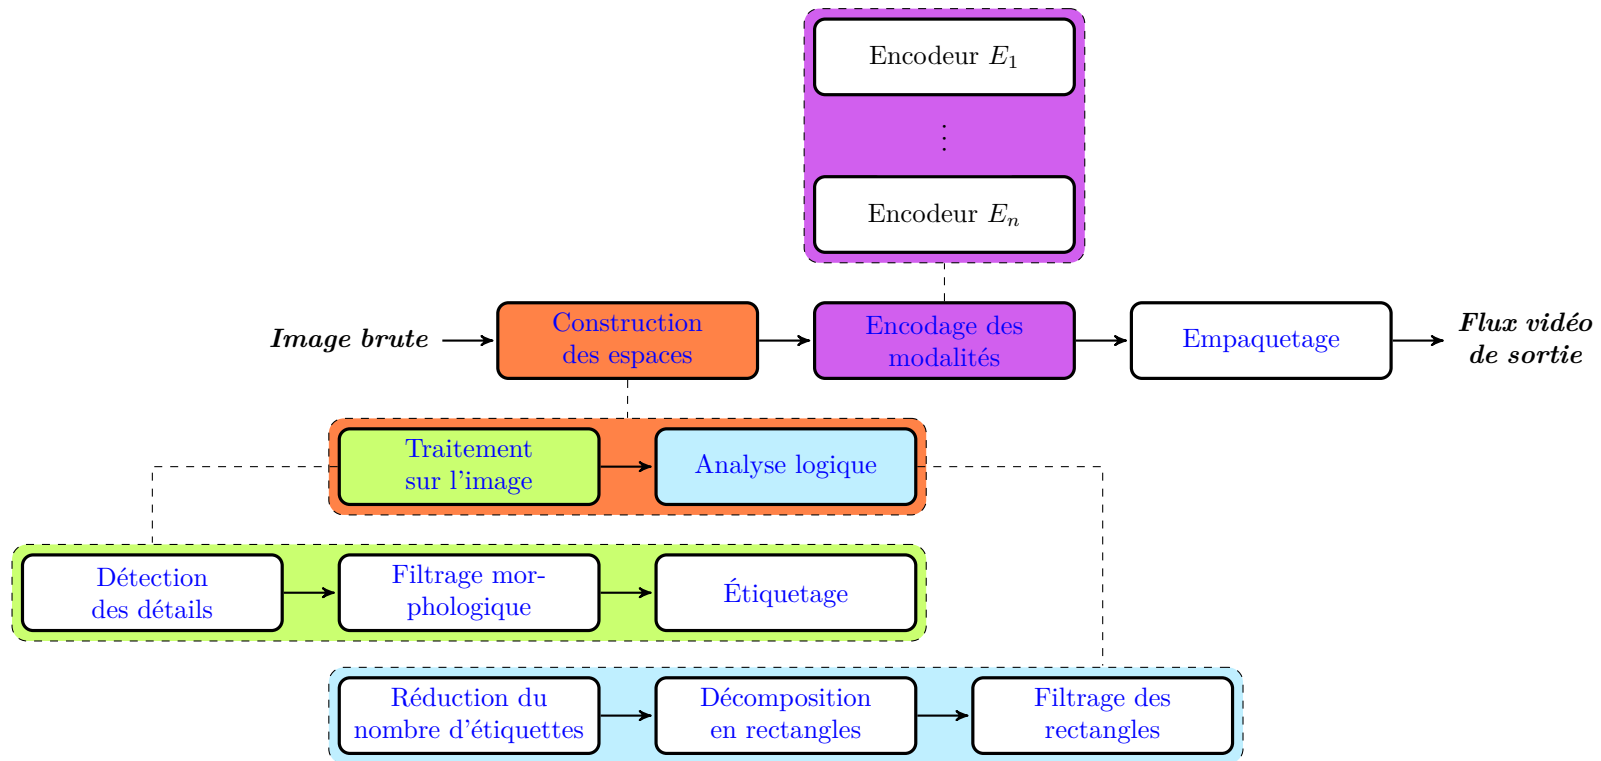 Encodeur E₁
⋮
Encodeur Eₙ
Image brute
Construction
des espaces
Encodage des
modalités
Empaquetage
Flux vidéo
de sortie
Traitement
sur l'image
Analyse logique
Détection
des détails
Filtrage mor-
phologique
Étiquetage
Réduction du
nombre d'étiquettes
Décomposition
en rectangles
Filtrage des
rectangles